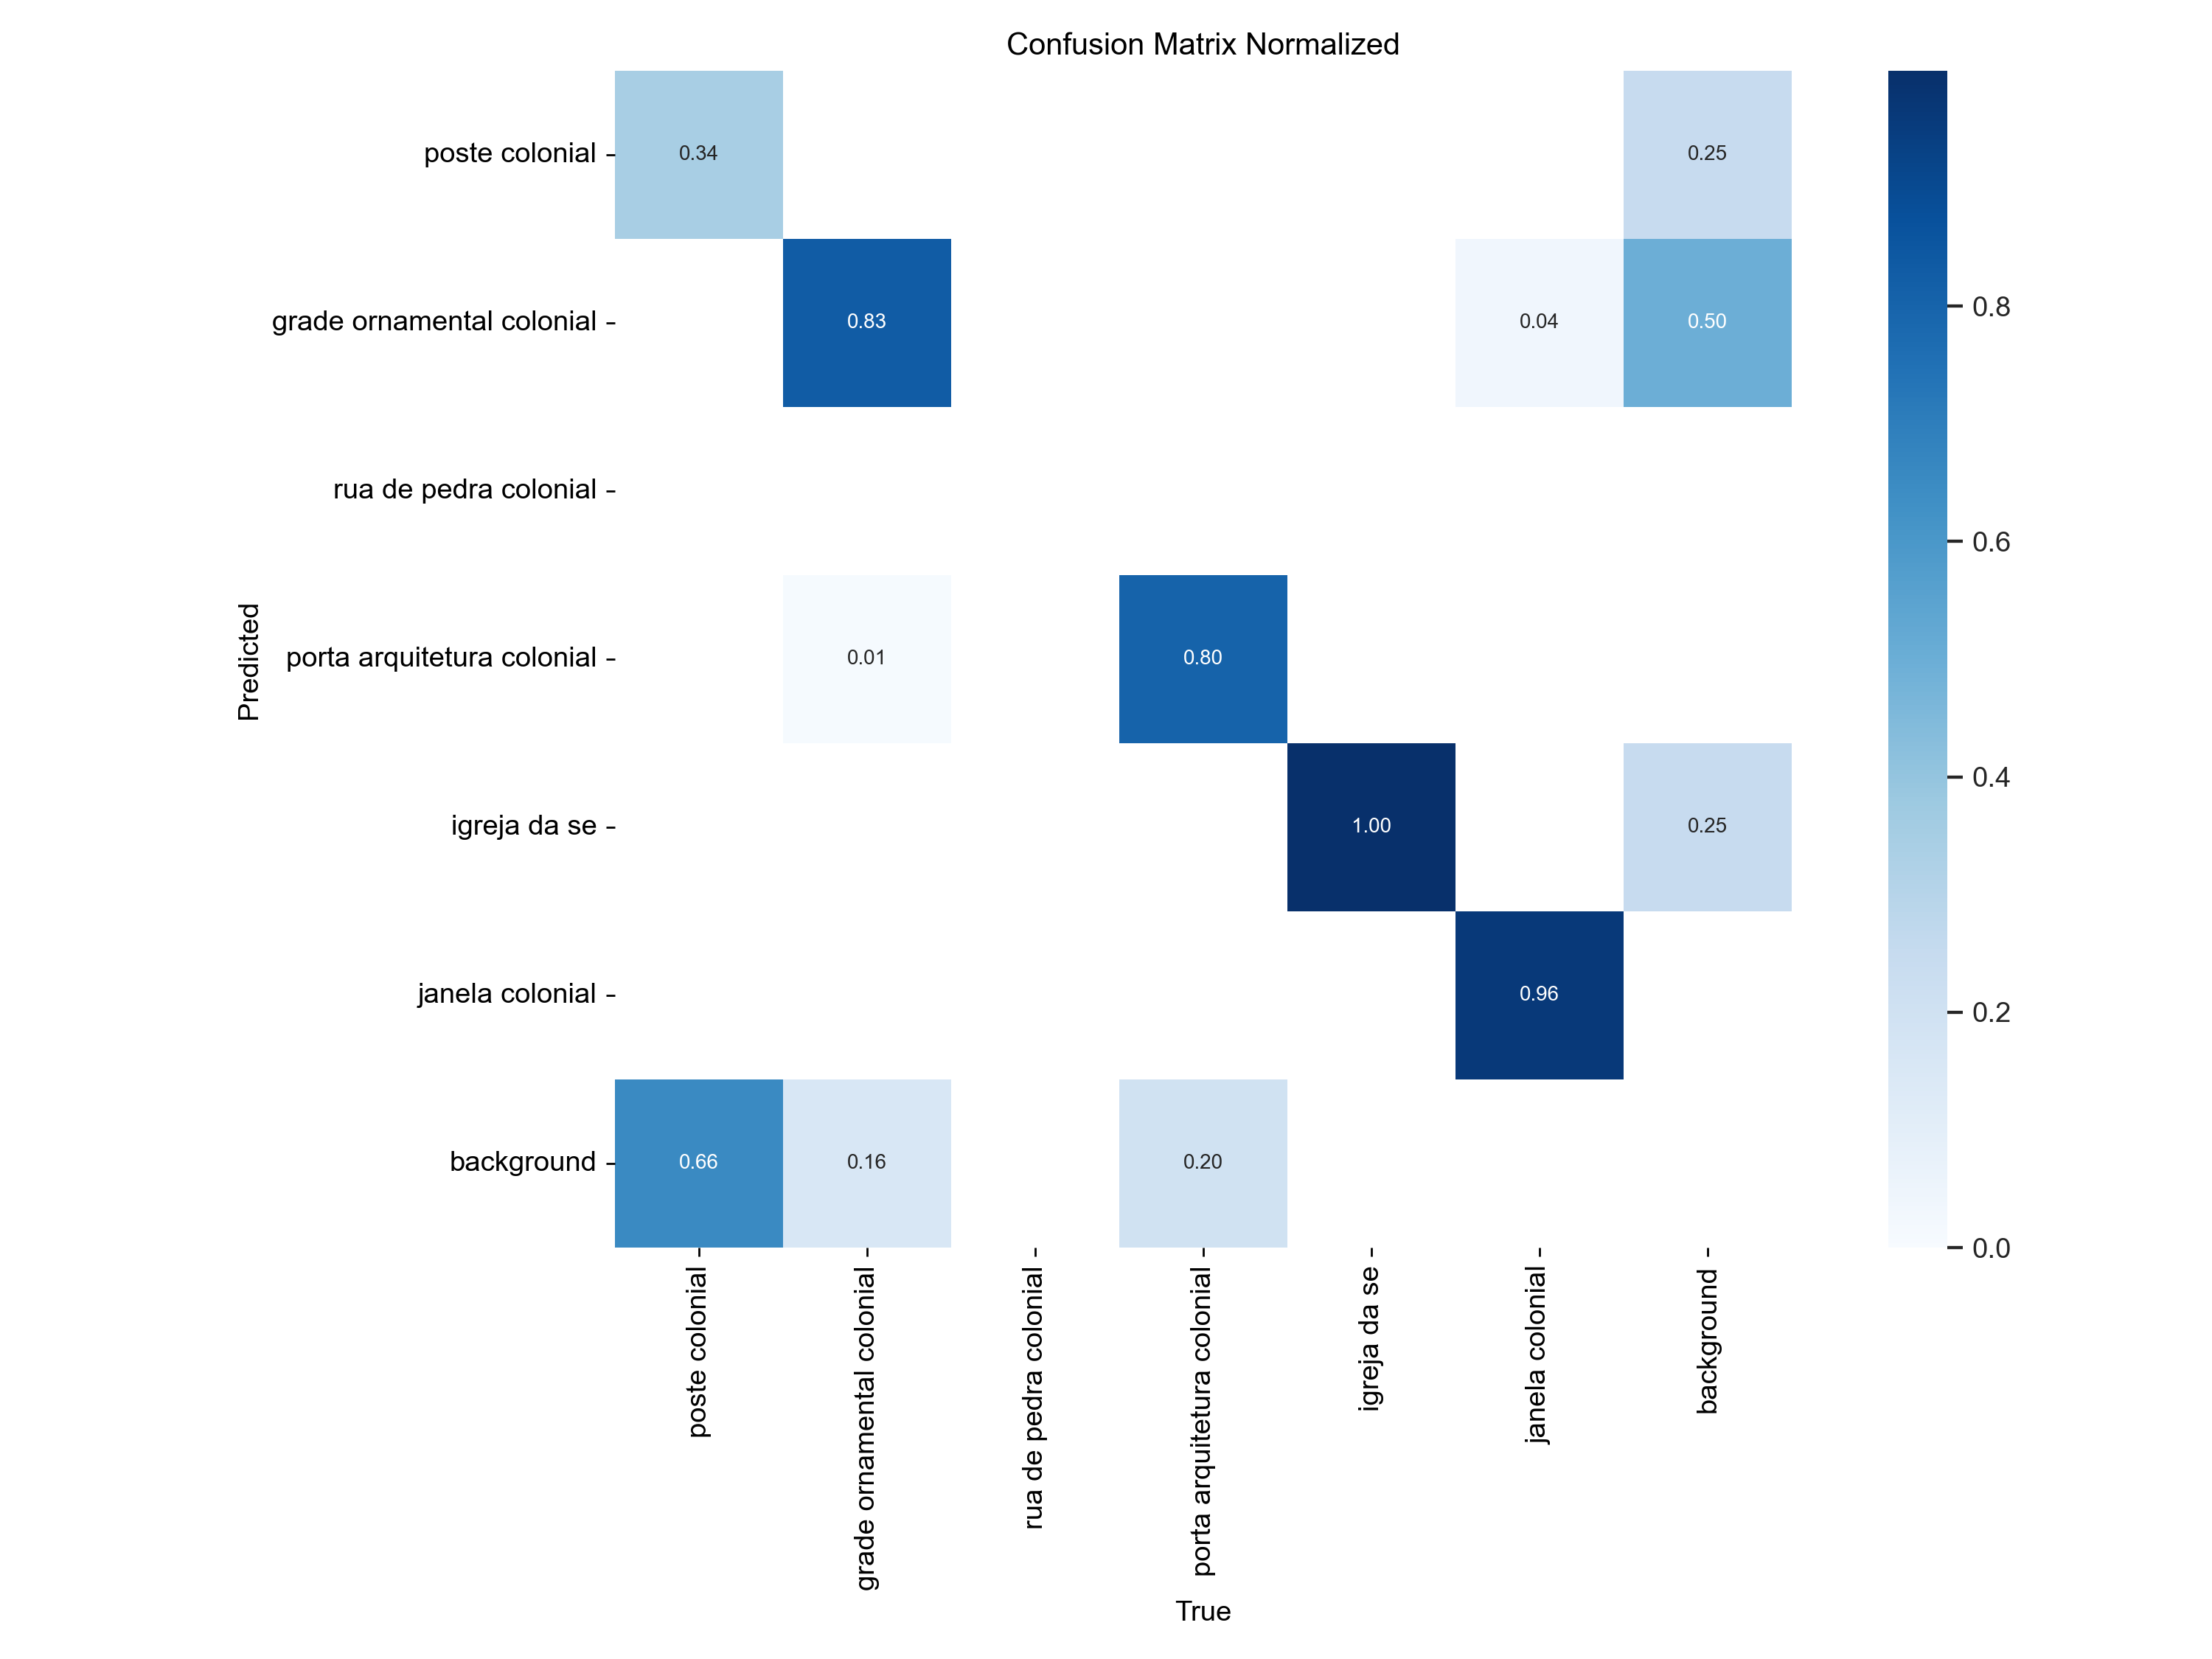 Confusion Matrix Normalized
poste colonial
0.34
0.25
grade ornamental colonial
0.83
0.04
0.50
0.8
rua de pedra colonial
0.6
Predicted
porta arquitetura colonial
0.01
0.80
0.4
igreja da se
1.00
0.25
janela colonial
0.96
0.2
background
0.66
0.16
0.20
0.0
poste colonial
grade ornamental colonial
rua de pedra colonial
porta arquitetura colonial
igreja da se
janela colonial
background
True